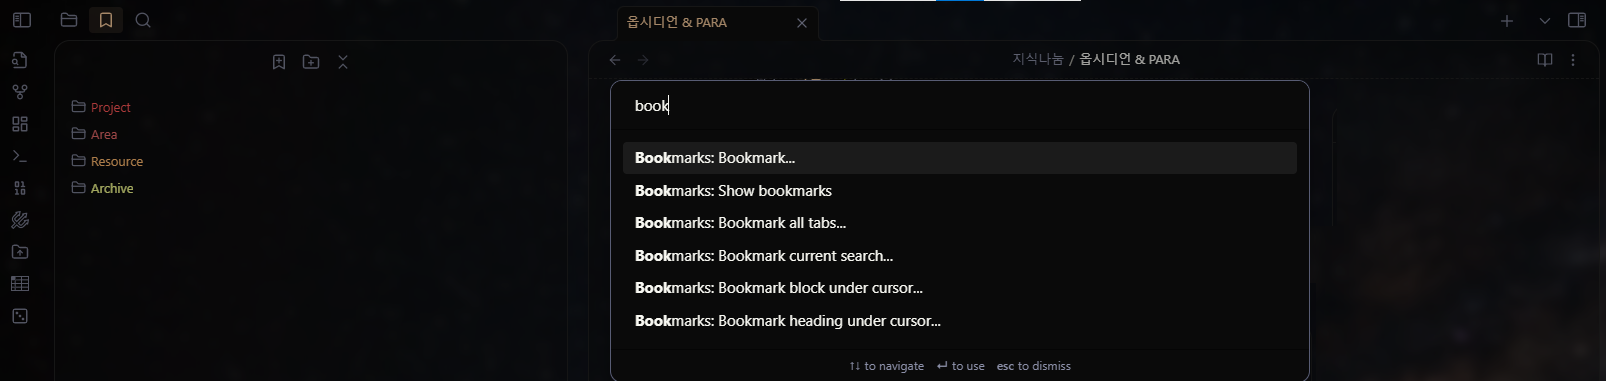 옵시디언 & PARA
지식나눔 / 옵시디언 & PARA
Project
Area
Resource
Archive
book
Bookmarks: Bookmark...
Bookmarks: Show bookmarks
Bookmarks: Bookmark all tabs...
Bookmarks: Bookmark current search...
Bookmarks: Bookmark block under cursor...
Bookmarks: Bookmark heading under cursor...
↑↓ to navigate ↵ to use esc to dismiss